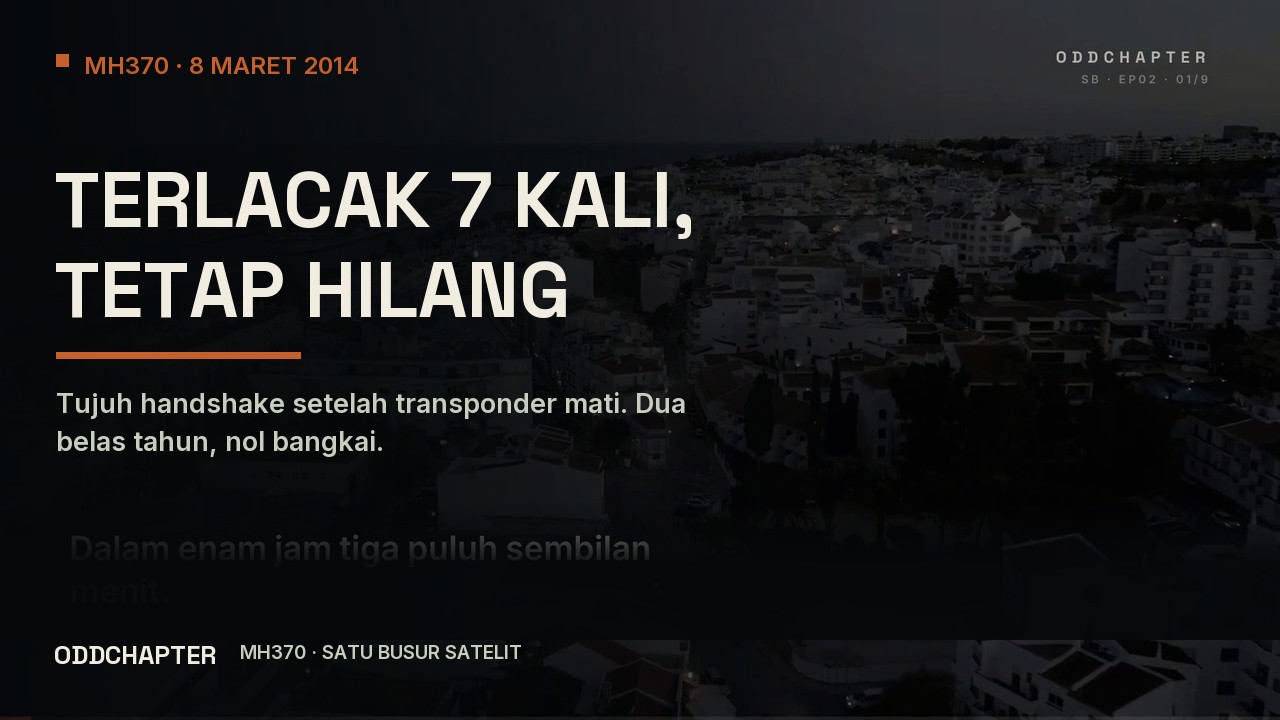 MH370 · 8 MARET 2014
ODDCHAPTER
SB · EP02 · 01/9
TERLACAK 7 KALI,
TETAP HILANG
Tujuh handshake setelah transponder mati. Dua
belas tahun, nol bangkai.
Dalam enam jam tiga puluh sembilan
menit.
ODDCHAPTER
MH370 · SATU BUSUR SATELIT